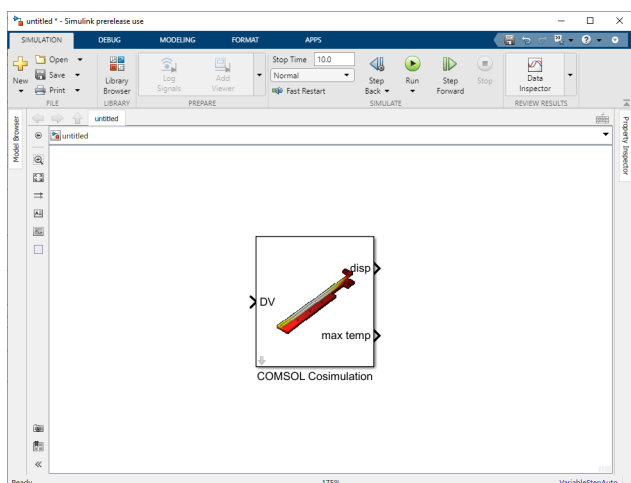 untitled * - Simulink prerelease use
SIMULATION DEBUG MODELING FORMAT APPS
New
Open
Save
Print
FILE
Library
Browser
LIBRARY
Log
Signals
Add
Viewer
PREPARE
Stop Time 10.0
Normal
Fast Restart
Step
Back
Run
Step
Forward
Stop
SIMULATE
Data
Inspector
REVIEW RESULTS
Model Browser
untitled
untitled
Property Inspector
disp
DV
max temp
COMSOL Cosimulation
Ready 175% VariableStepAuto